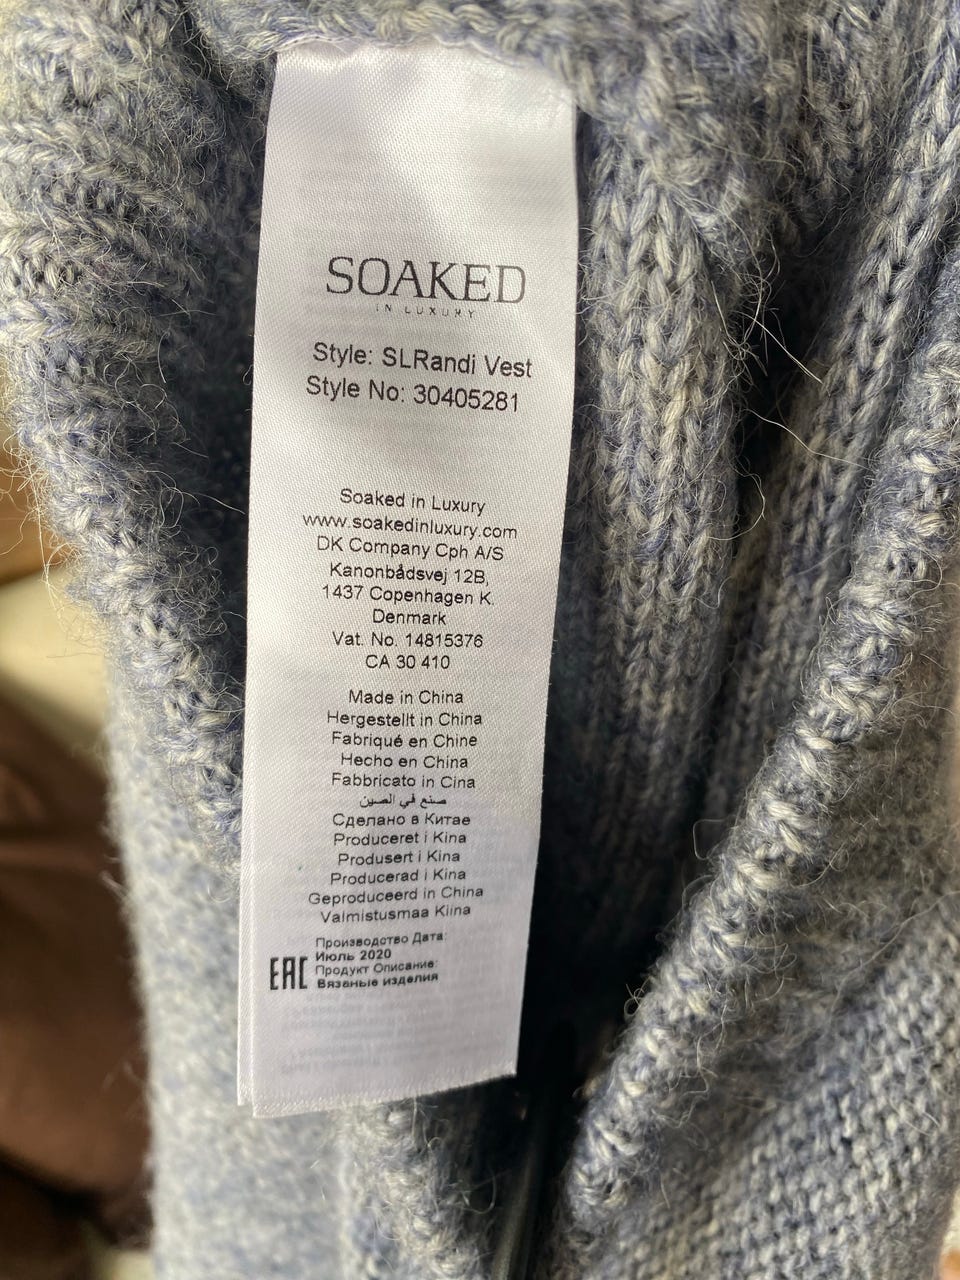 SOAKED
IN LUXURY
Style: SLRandi Vest
Style No: 30405281
Soaked in Luxury
www.soakedinluxury.com
DK Company Cph A/S
Kanonbådsvej 12B,
1437 Copenhagen K.
Denmark
Vat. No. 14815376
CA 30 410
Made in China
Hergestellt in China
Fabriqué en Chine
Hecho en China
Fabbricato in Cina
صنع في الصين
Сделано в Китае
Produceret i Kina
Produsert i Kina
Producerad i Kina
Geproduceerd in China
Valmistusmaa Kiina
Производство Дата:
Июль 2020
EAC Продукт Описание:
Вязаные изделия